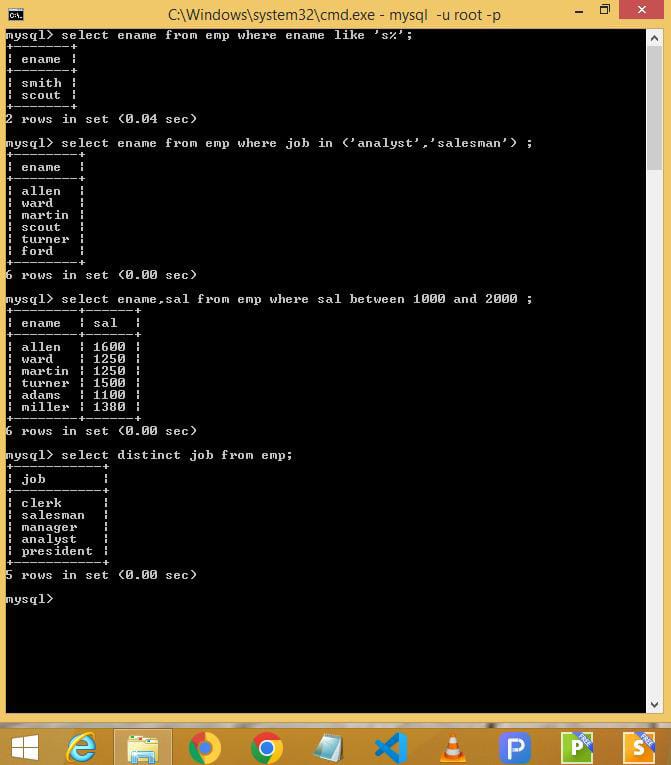 C:\Windows\system32\cmd.exe - mysql -u root -p
mysql> select ename from emp where ename like 's%';
+-------+
| ename |
+-------+
| smith |
| scout |
+-------+
2 rows in set (0.04 sec)
mysql> select ename from emp where job in ('analyst','salesman') ;
+--------+
| ename  |
+--------+
| allen  |
| ward   |
| martin |
| scout  |
| turner |
| ford   |
+--------+
6 rows in set (0.00 sec)
mysql> select ename,sal from emp where sal between 1000 and 2000 ;
+--------+------+
| ename  | sal  |
+--------+------+
| allen  | 1600 |
| ward   | 1250 |
| martin | 1250 |
| turner | 1500 |
| adams  | 1100 |
| miller | 1380 |
+--------+------+
6 rows in set (0.00 sec)
mysql> select distinct job from emp;
+-----------+
| job       |
+-----------+
| clerk     |
| salesman  |
| manager   |
| analyst   |
| president |
+-----------+
5 rows in set (0.00 sec)
mysql>
C:\.
P
P FREE
S FREE